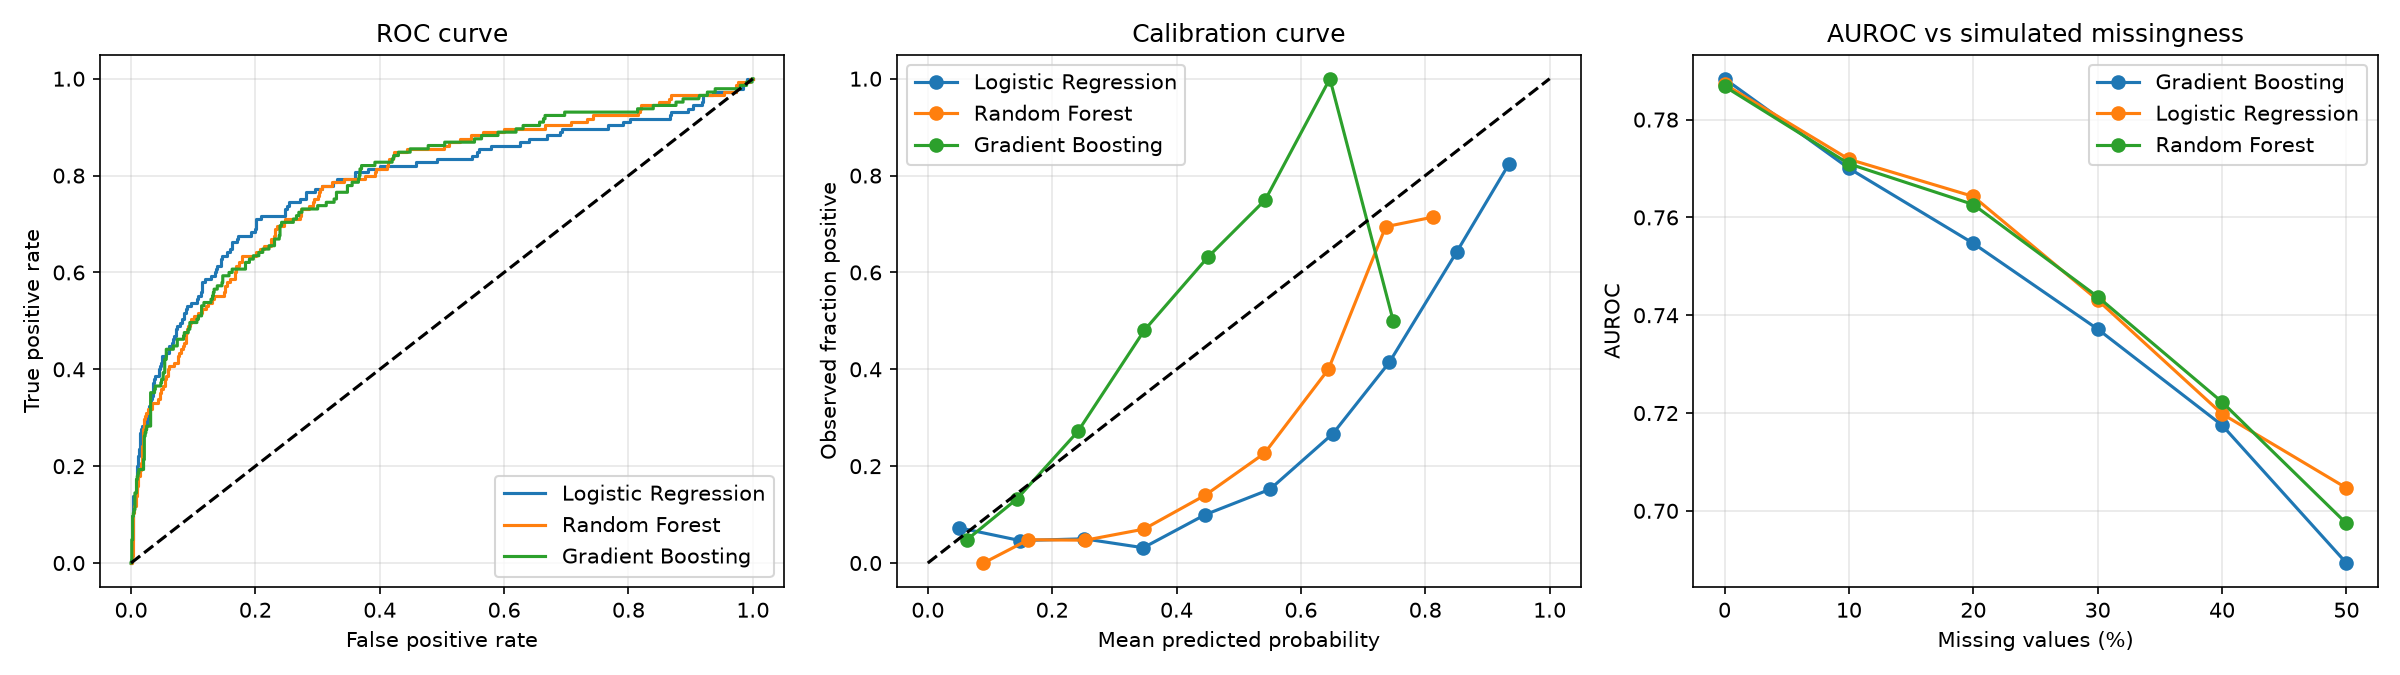 ROC curve
True positive rate
1.0
0.8
0.6
0.4
0.2
0.0
Logistic Regression
Random Forest
Gradient Boosting
0.0 0.2 0.4 0.6 0.8 1.0
False positive rate
Calibration curve
Observed fraction positive
Logistic Regression
Random Forest
Gradient Boosting
1.0
0.8
0.6
0.4
0.2
0.0
0.0 0.2 0.4 0.6 0.8 1.0
Mean predicted probability
AUROC vs simulated missingness
AUROC
Gradient Boosting
Logistic Regression
Random Forest
0.78
0.76
0.74
0.72
0.70
0 10 20 30 40 50
Missing values (%)